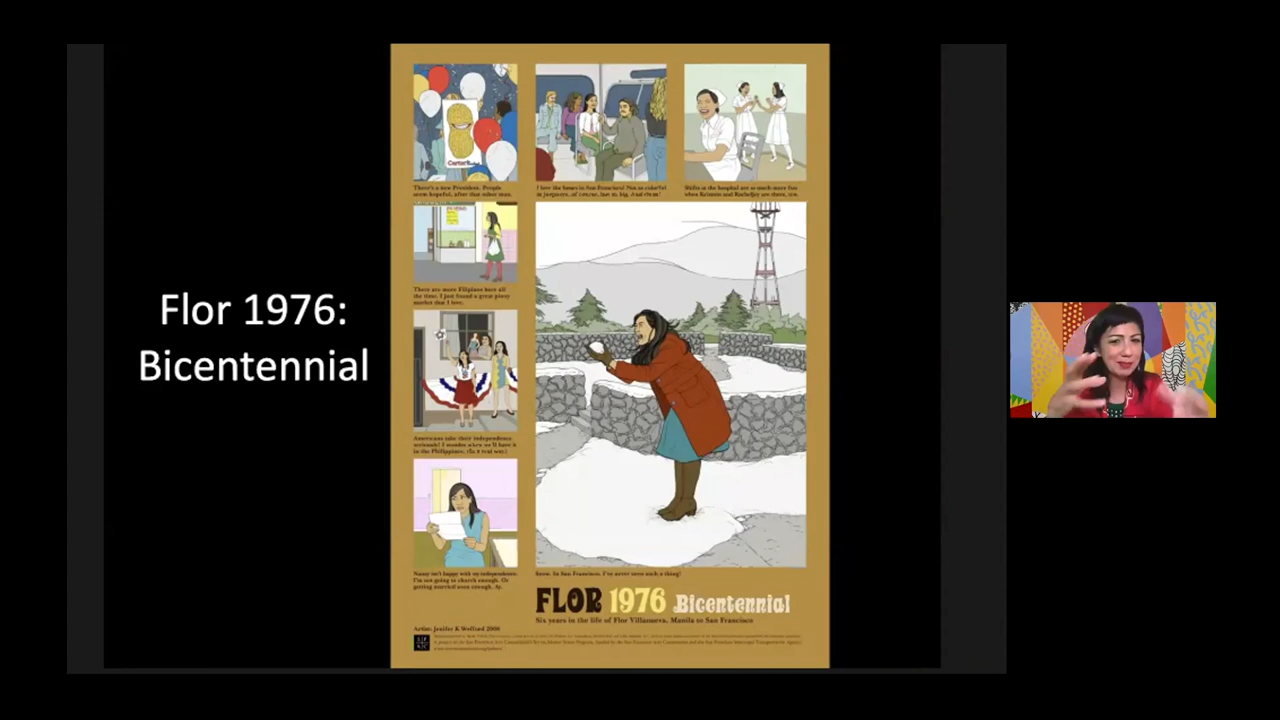 Flor 1976:
Bicentennial
Carter
There's a new President. People
seem hopeful, after that other man.
I love the buses in San Francisco! Not as colorful
as jeepneys, of course, but so big. And clean!
Shifts at the hospital are so much more fun
when
are there, too.
There are more Filipinos here all
the time. I just found a great pinoy
market that I love.
Americans take their independence
seriously! I wonder when we'll have it
in the Philippines. (In a real way)
Nanay isn't happy with my independence.
I'm not going to church enough. Or
getting married soon enough. Ay.
Snow. In San Francisco. I've never seen such a thing!
FLOR 1976 Bicentennial
Six years in the life of Flor Villanueva, Manila to San Francisco
Artist: Jenifer K Wofford 2008